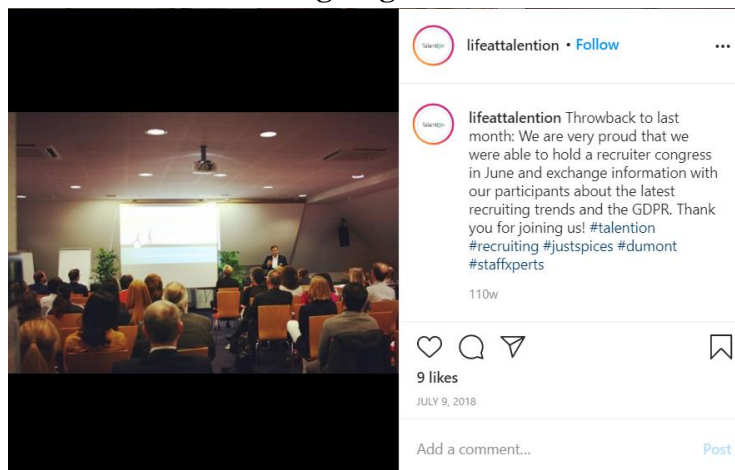 lifeattalention • Follow
lifeattalention Throwback to last
month: We are very proud that we
were able to hold a recruiter congress
in June and exchange information with
our participants about the latest
recruiting trends and the GDPR. Thank
you for joining us! #talention
#recruiting #justspices #dumont
#staffxperts
110w
9 likes
JULY 9, 2018
Add a comment...
Post